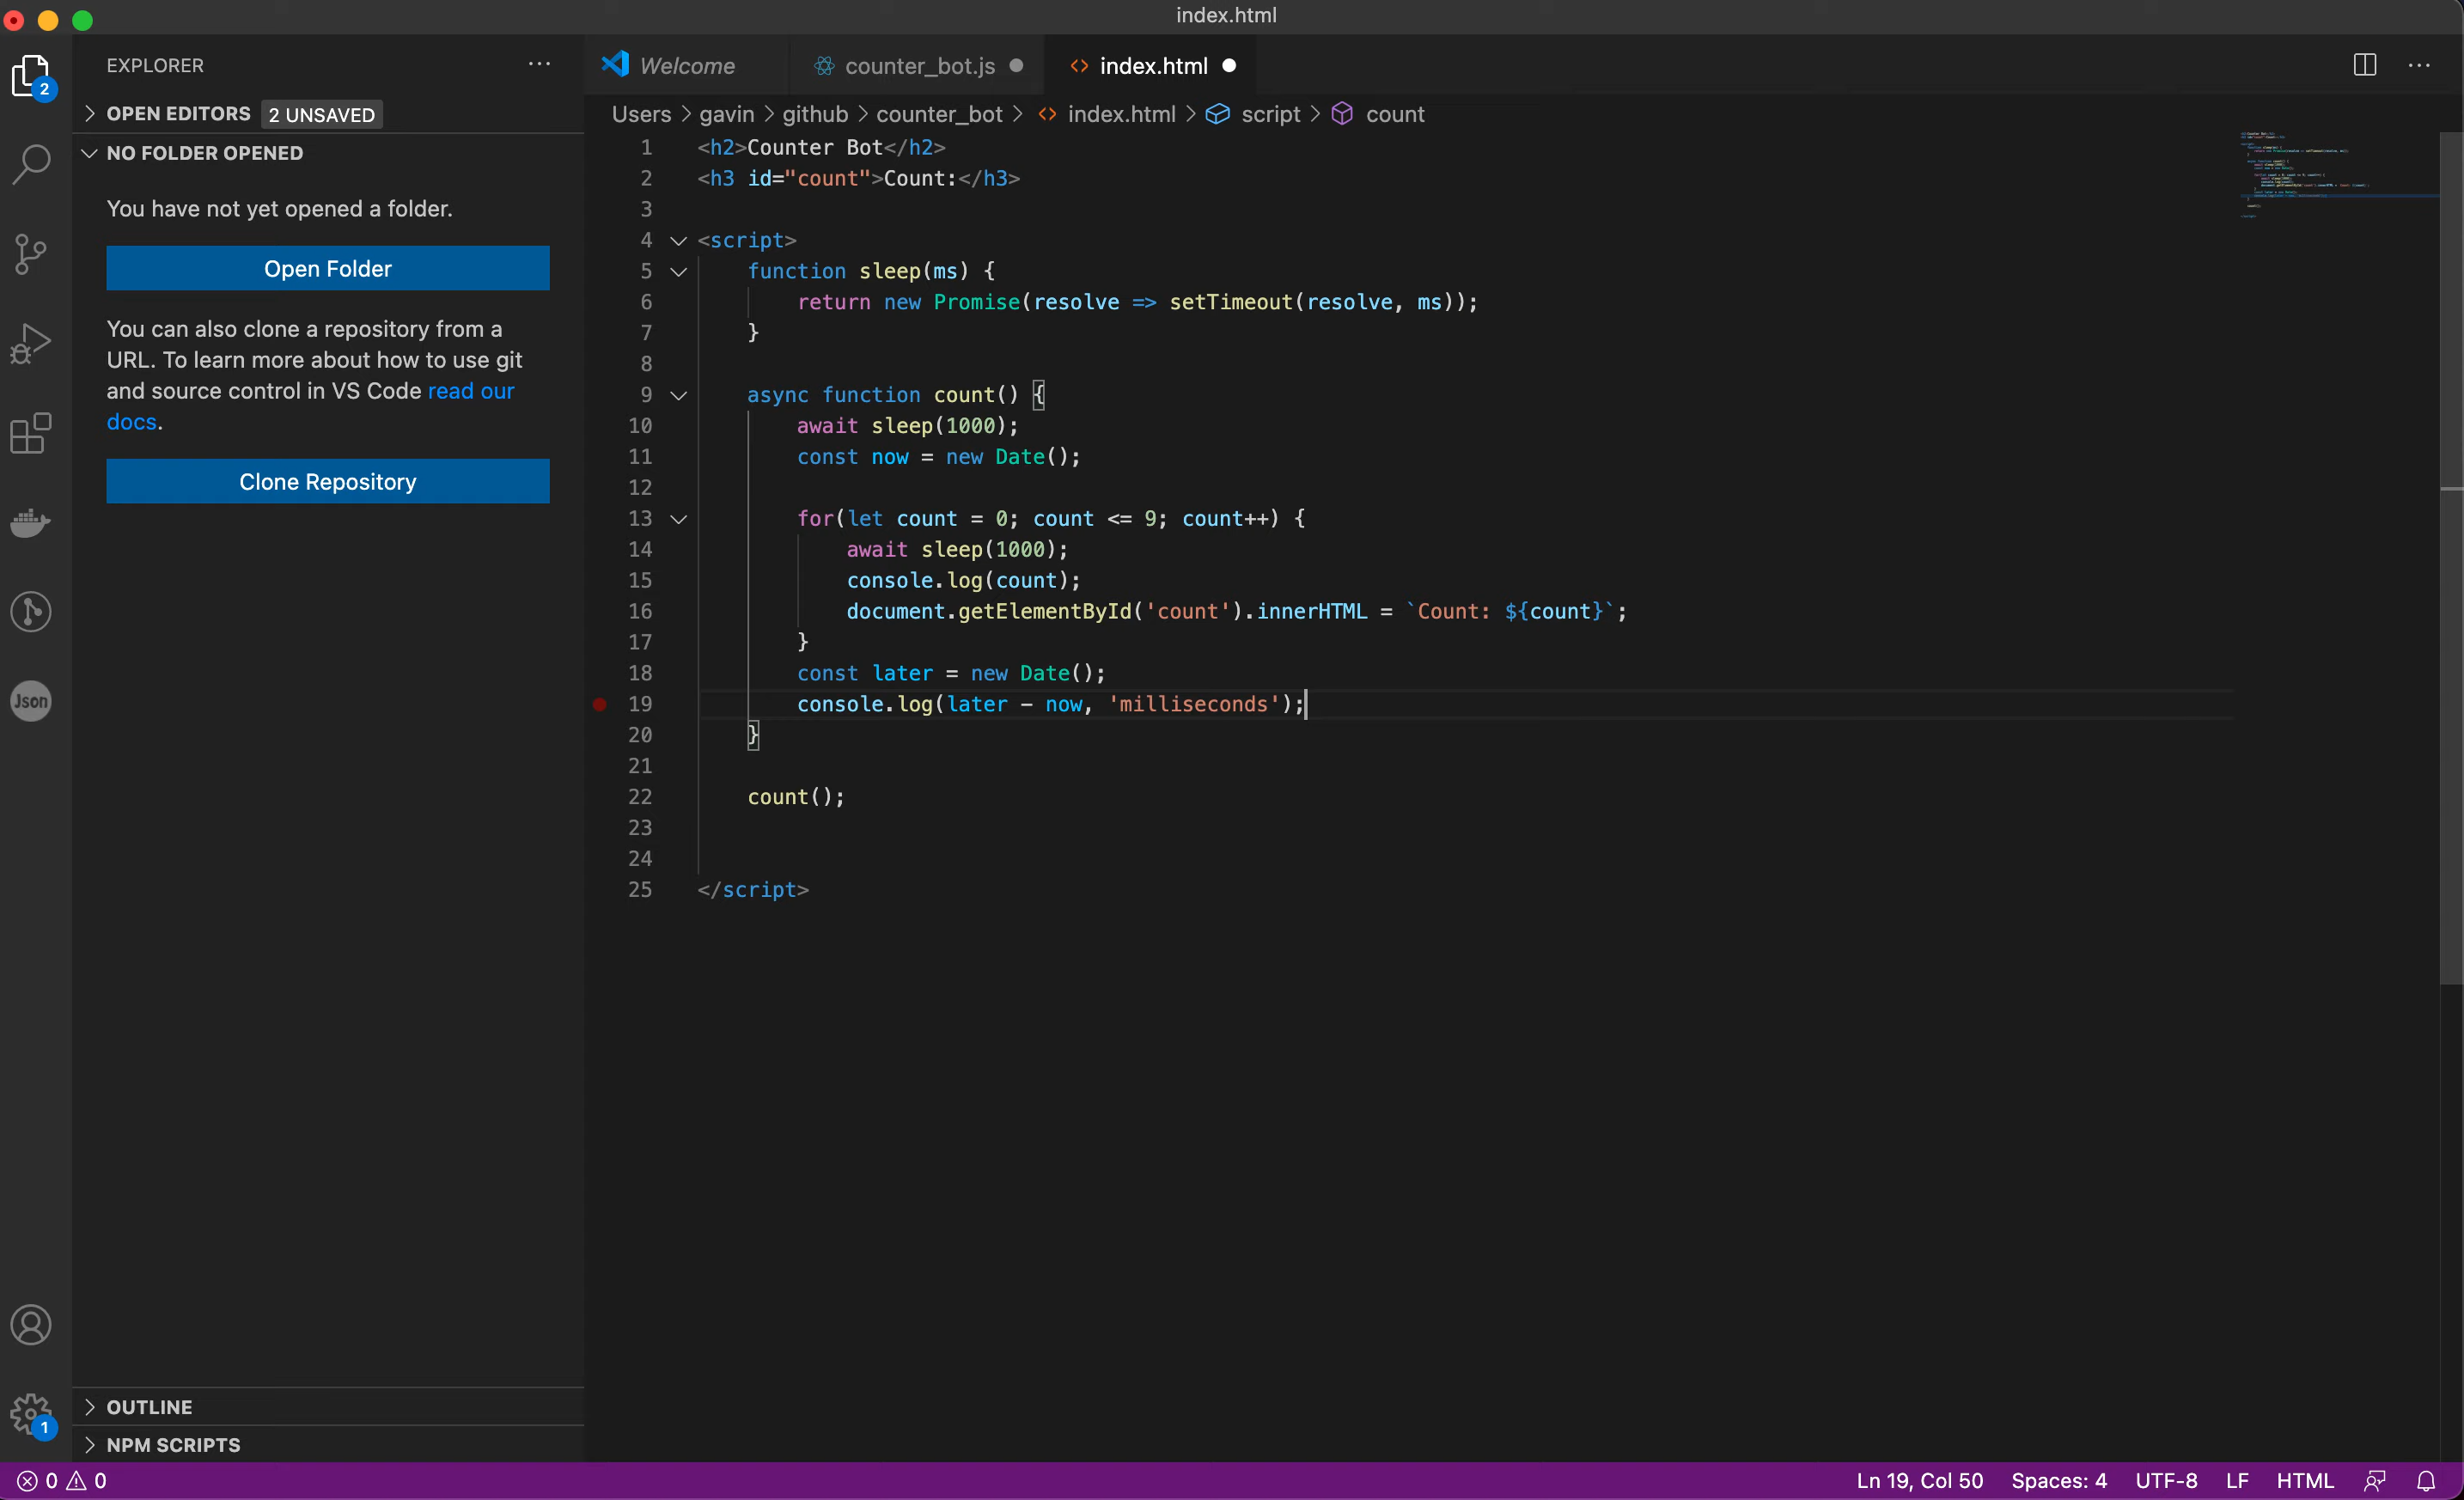 index.html
EXPLORER
OPEN EDITORS 2 UNSAVED
NO FOLDER OPENED
You have not yet opened a folder.
Open Folder
You can also clone a repository from a
URL. To learn more about how to use git
and source control in VS Code read our
docs.
Clone Repository
OUTLINE
NPM SCRIPTS
2
Json
1
Welcome counter_bot.js index.html
Users > gavin > github > counter_bot > index.html > script > count
1 <h2>Counter Bot</h2>
2 <h3 id="count">Count:</h3>
3
4 <script>
5     function sleep(ms) {
6         return new Promise(resolve => setTimeout(resolve, ms));
7     }
8
9     async function count() {
10         await sleep(1000);
11         const now = new Date();
12
13         for(let count = 0; count <= 9; count++) {
14             await sleep(1000);
15             console.log(count);
16             document.getElementById('count').innerHTML = `Count: ${count}`;
17         }
18         const later = new Date();
19         console.log(later - now, 'milliseconds');
20     }
21
22     count();
23
24
25 </script>
0 0 Ln 19, Col 50 Spaces: 4 UTF-8 LF HTML